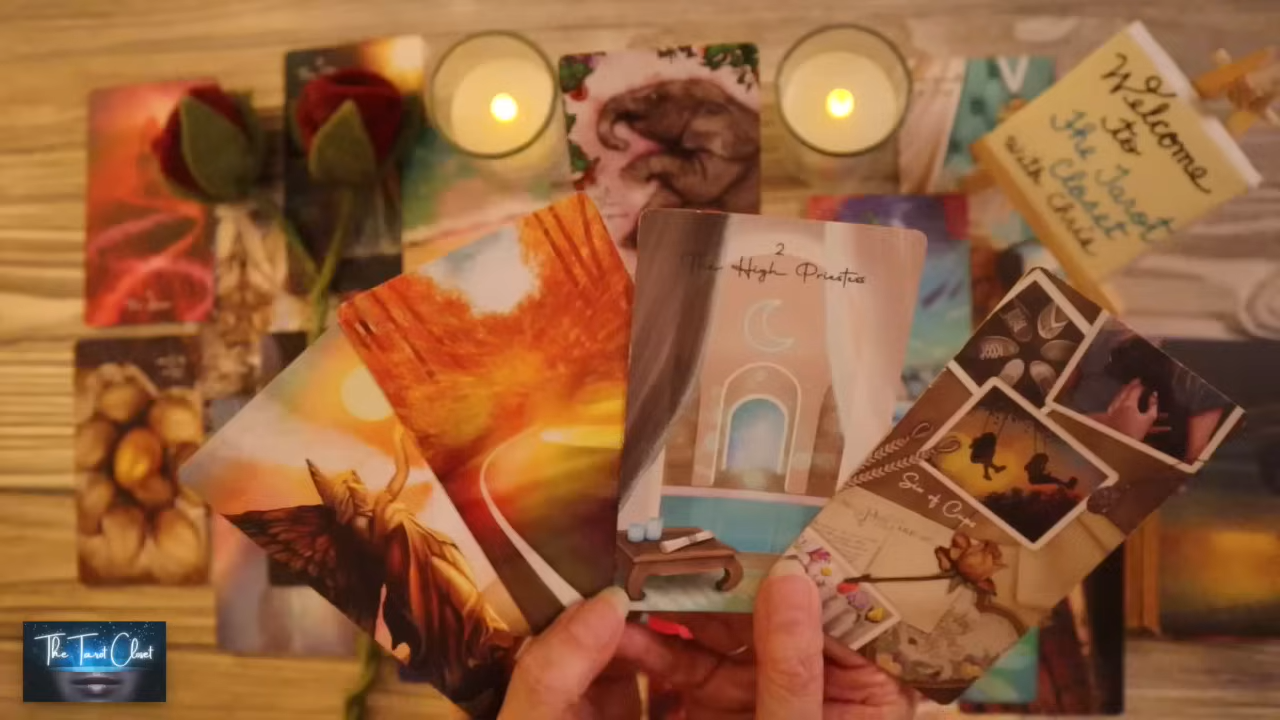 Welcome
to
The Tarot
Closet
with Chris
2
The High Priestess
Six of Cups
The Tarot Closet